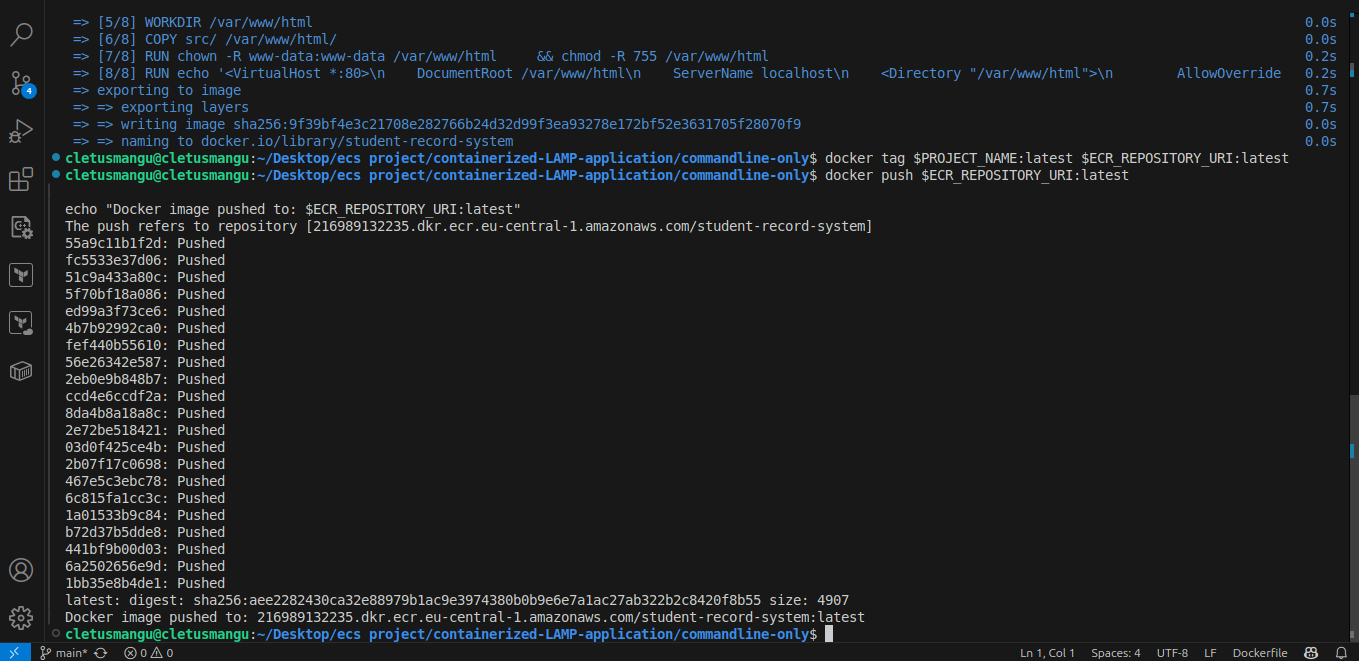 => [5/8] WORKDIR /var/www/html 0.0s
=> [6/8] COPY src/ /var/www/html/ 0.0s
=> [7/8] RUN chown -R www-data:www-data /var/www/html     && chmod -R 755 /var/www/html 0.2s
=> [8/8] RUN echo '<VirtualHost *:80>\n    DocumentRoot /var/www/html\n    ServerName localhost\n    <Directory "/var/www/html">\n        AllowOverride 0.2s
=> exporting to image 0.7s
=> => exporting layers 0.7s
=> => writing image sha256:9f39bf4e3c21708e282766b24d32d99f3ea93278e172bf52e3631705f28070f9 0.0s
=> => naming to docker.io/library/student-record-system 0.0s
cletusmangu@cletusmangu:~/Desktop/ecs project/containerized-LAMP-application/commandline-only$ docker tag $PROJECT_NAME:latest $ECR_REPOSITORY_URI:latest
cletusmangu@cletusmangu:~/Desktop/ecs project/containerized-LAMP-application/commandline-only$ docker push $ECR_REPOSITORY_URI:latest
echo "Docker image pushed to: $ECR_REPOSITORY_URI:latest"
The push refers to repository [216989132235.dkr.ecr.eu-central-1.amazonaws.com/student-record-system]
55a9c11b1f2d: Pushed
fc5533e37d06: Pushed
51c9a433a80c: Pushed
5f70bf18a086: Pushed
ed99a3f73ce6: Pushed
4b7b92992ca0: Pushed
fef440b55610: Pushed
56e26342e587: Pushed
2eb0e9b848b7: Pushed
ccd4e6ccdf2a: Pushed
8da4b8a18a8c: Pushed
2e72be518421: Pushed
03d0f425ce4b: Pushed
2b07f17c0698: Pushed
467e5c3ebc78: Pushed
6c815fa1cc3c: Pushed
1a01533b9c84: Pushed
b72d37b5dde8: Pushed
441bf9b00d03: Pushed
6a2502656e9d: Pushed
1bb35e8b4de1: Pushed
latest: digest: sha256:aee2282430ca32e88979b1ac9e3974380b0b9e6e7a1ac27ab322b2c8420f8b55 size: 4907
Docker image pushed to: 216989132235.dkr.ecr.eu-central-1.amazonaws.com/student-record-system:latest
cletusmangu@cletusmangu:~/Desktop/ecs project/containerized-LAMP-application/commandline-only$
4
main* 0 0 Ln 1, Col 1 Spaces: 4 UTF-8 LF Dockerfile